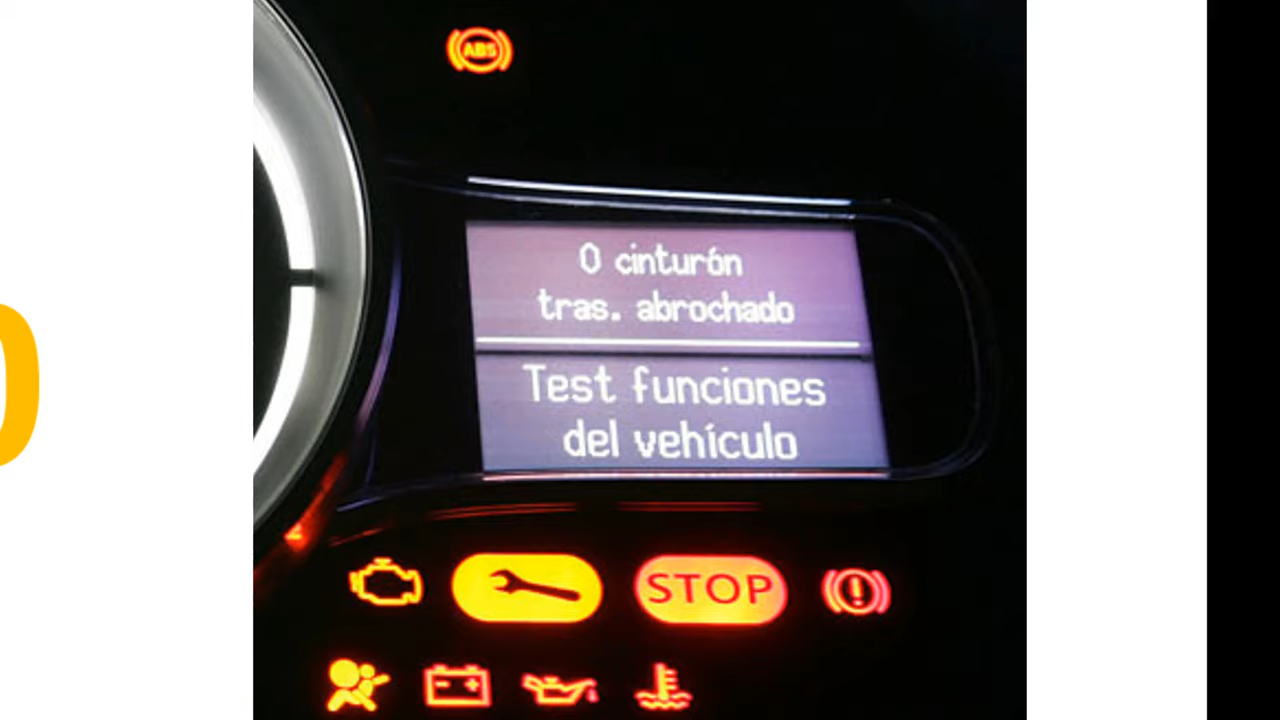 ABS
0 cinturón
tras. abrochado
Test funciones
del vehículo
STOP